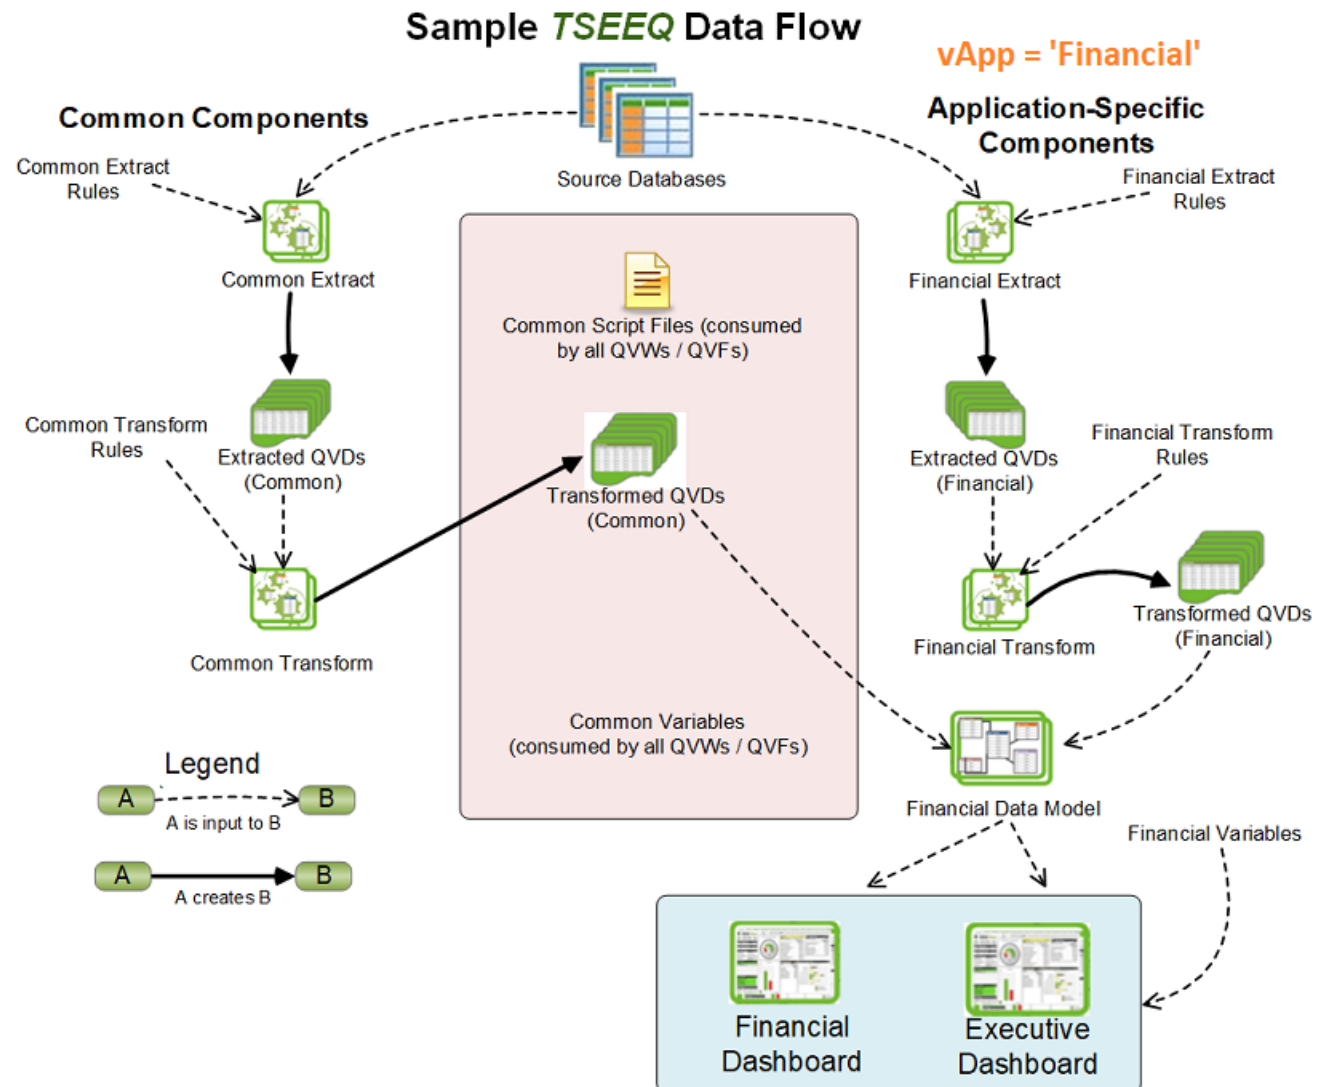 Sample TSEEQ Data Flow
vApp = 'Financial'
Common Components
Application-Specific
Components
Source Databases
Common Extract
Rules
Financial Extract
Rules
Common Extract
Financial Extract
Common Script Files (consumed
by all QVWs / QVFs)
Common Transform
Rules
Extracted QVDs
(Common)
Transformed QVDs
(Common)
Extracted QVDs
(Financial)
Financial Transform
Rules
Common Transform
Financial Transform
Transformed QVDs
(Financial)
Common Variables
(consumed by all QVWs / QVFs)
Legend
A
B
A is input to B
A
B
A creates B
Financial Data Model
Financial Variables
Financial
Dashboard
Executive
Dashboard